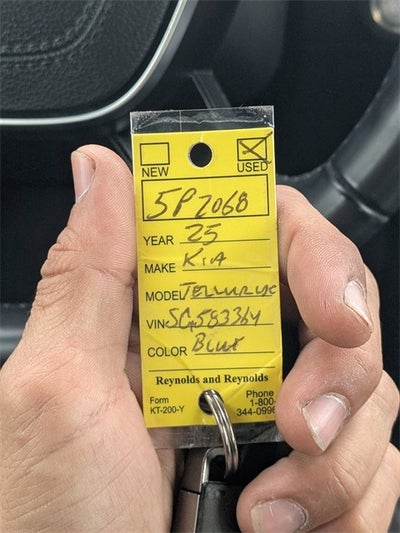 NEW USED
5P2068
YEAR 25
MAKE KIA
MODEL TELLURIDE
VIN SG583364
COLOR BLUE
Reynolds and Reynolds
Form Phone
KT-200-Y 1-800-
344-0996